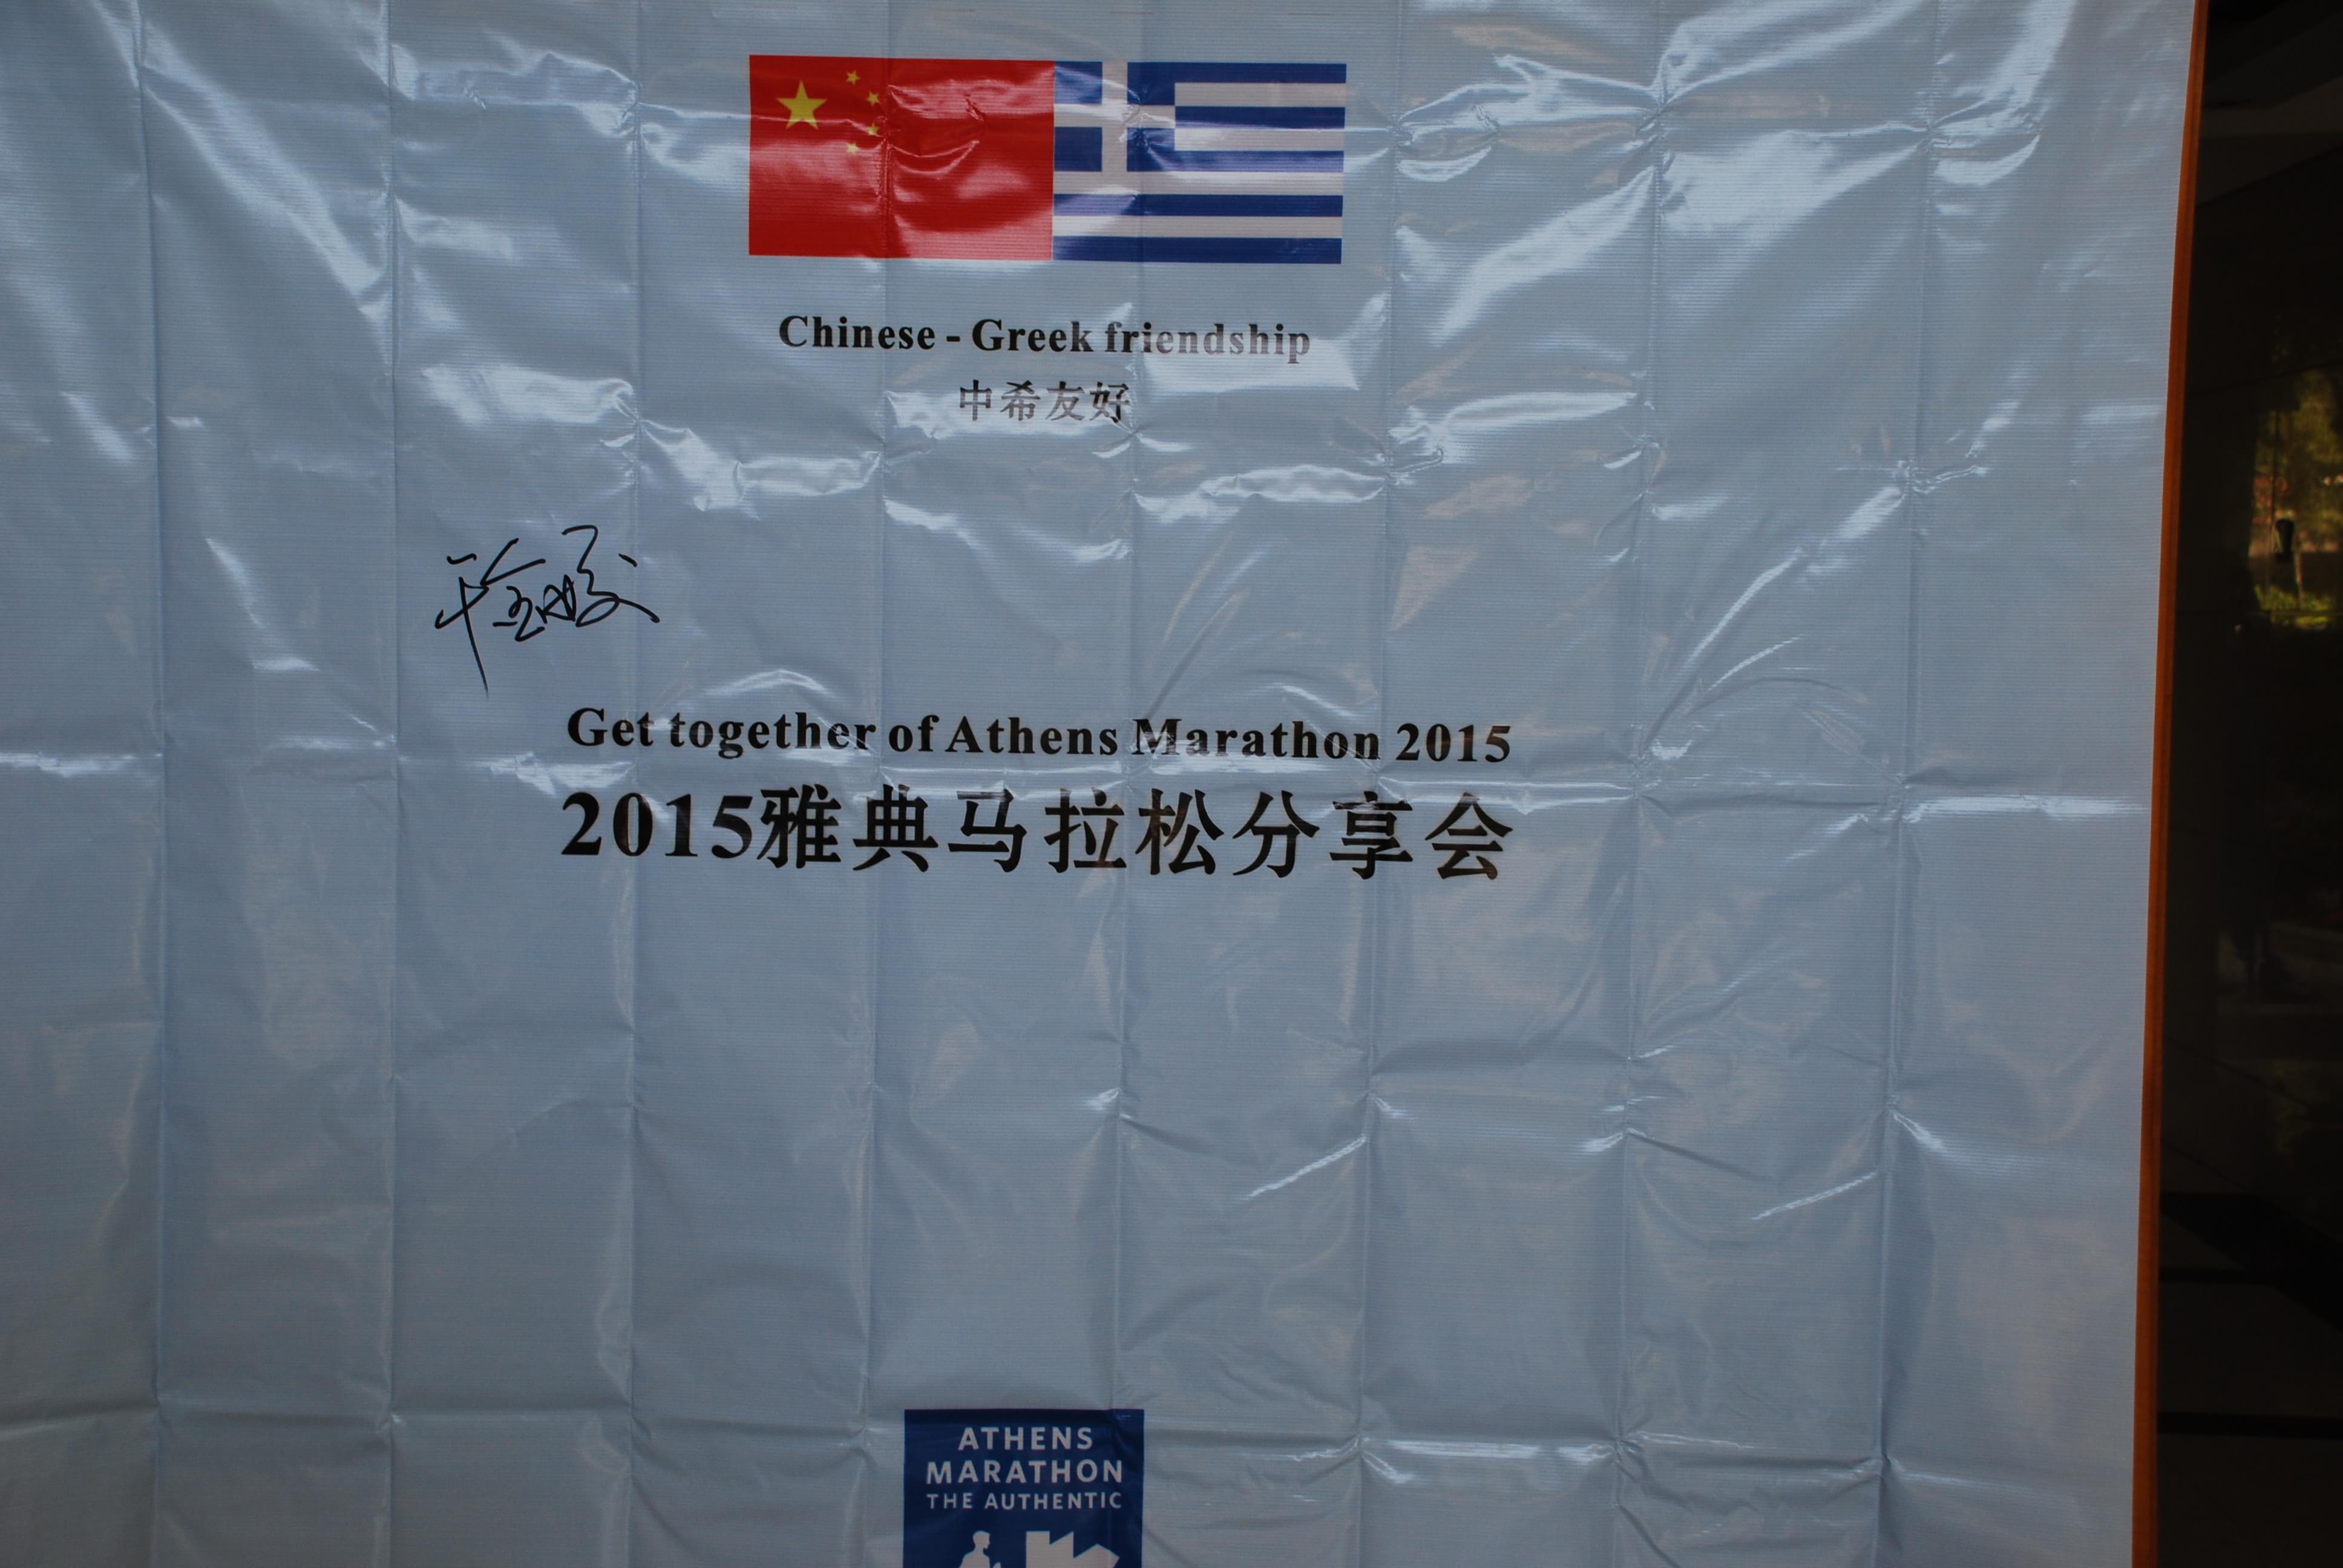 Chinese - Greek friendship
中希友好
Get together of Athens Marathon 2015
2015雅典马拉松分享会
ATHENS
MARATHON
THE AUTHENTIC